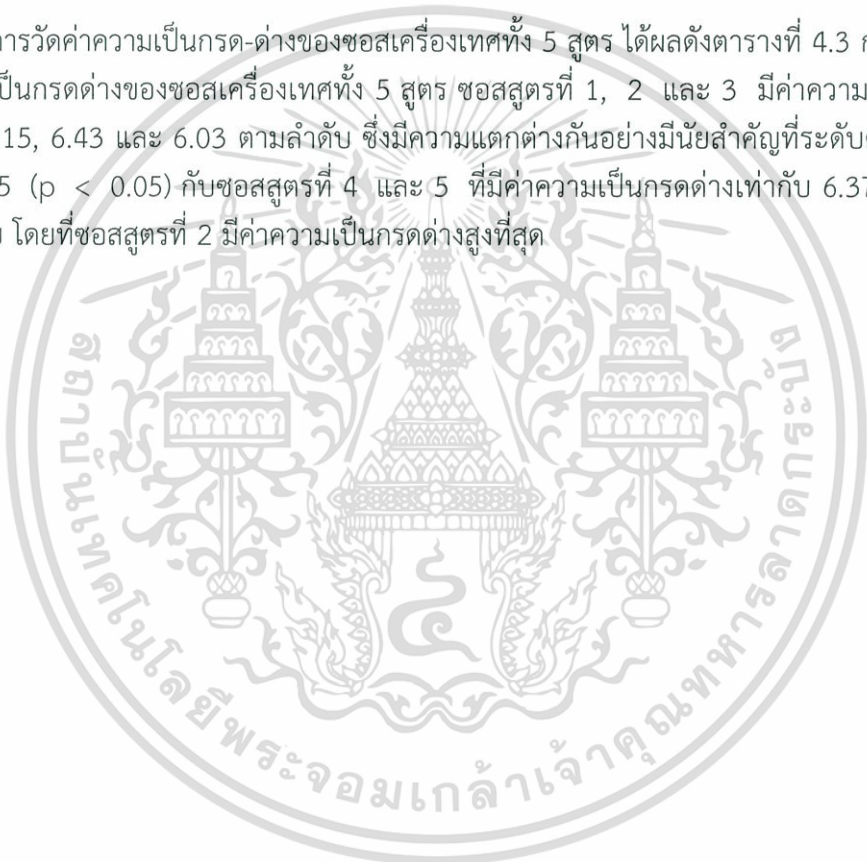 การวัดค่าความเป็นกรด-ด่างของซอสเครื่องเทศทั้ง 5 สูตร ได้ผลดังตารางที่ 4.3
เป็นกรดด่างของซอสเครื่องเทศทั้ง 5 สูตร ซอสสูตรที่ 1, 2 และ 3 มีค่าความ
15, 6.43 และ 6.03 ตามลำดับ ซึ่งมีความแตกต่างกันอย่างมีนัยสำคัญที่ระดับ
5 (p < 0.05) กับซอสสูตรที่ 4 และ 5 ที่มีค่าความเป็นกรดด่างเท่ากับ 6.37
โดยที่ซอสสูตรที่ 2 มีค่าความเป็นกรดด่างสูงที่สุด
สถาบันเทคโนโลยีพระจอมเกล้าเจ้าคุณทหารลาดกระบัง